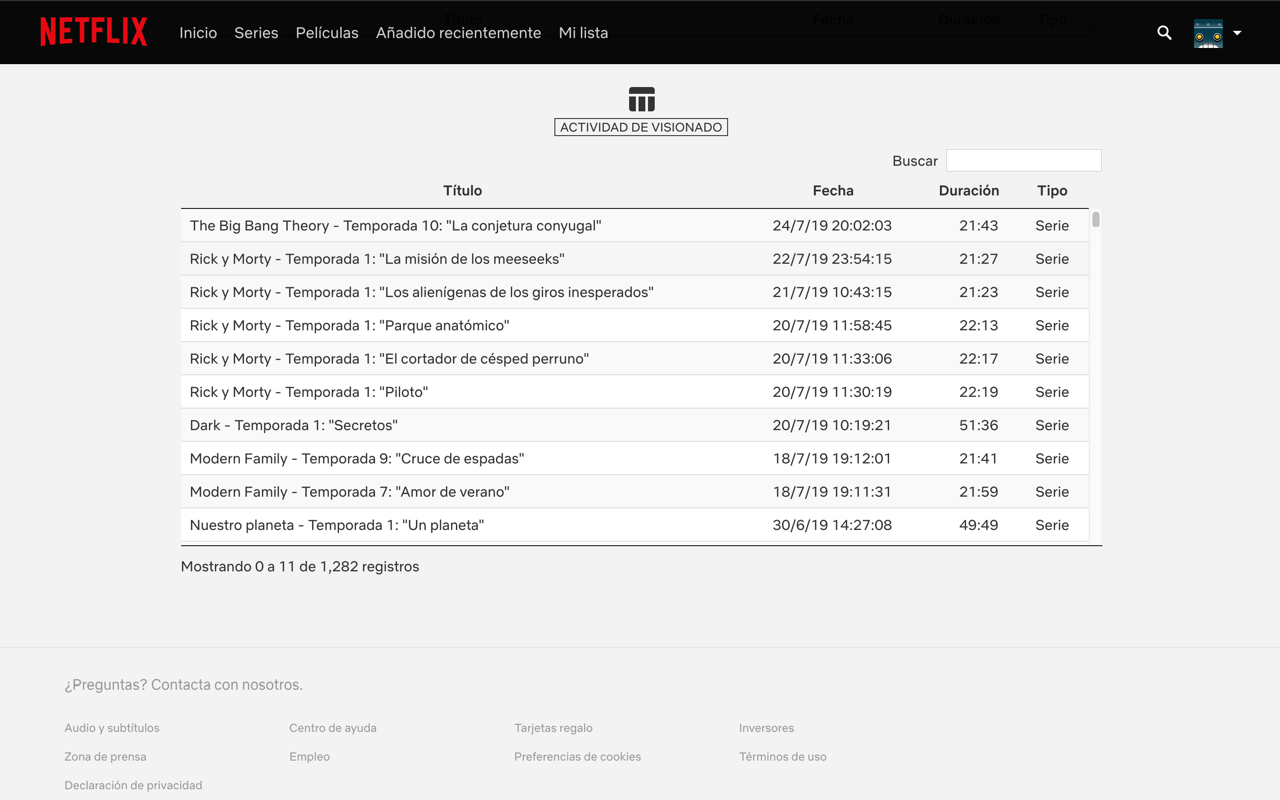 NETFLIX Inicio Series Películas Añadido recientemente Mi lista
Título Fecha Duración Tipo
ACTIVIDAD DE VISIONADO
Buscar
Título Fecha Duración Tipo
The Big Bang Theory - Temporada 10: "La conjetura conyugal" 24/7/19 20:02:03 21:43 Serie
Rick y Morty - Temporada 1: "La misión de los meeseeks" 22/7/19 23:54:15 21:27 Serie
Rick y Morty - Temporada 1: "Los alienígenas de los giros inesperados" 21/7/19 10:43:15 21:23 Serie
Rick y Morty - Temporada 1: "Parque anatómico" 20/7/19 11:58:45 22:13 Serie
Rick y Morty - Temporada 1: "El cortador de césped perruno" 20/7/19 11:33:06 22:17 Serie
Rick y Morty - Temporada 1: "Piloto" 20/7/19 11:30:19 22:19 Serie
Dark - Temporada 1: "Secretos" 20/7/19 10:19:21 51:36 Serie
Modern Family - Temporada 9: "Cruce de espadas" 18/7/19 19:12:01 21:41 Serie
Modern Family - Temporada 7: "Amor de verano" 18/7/19 19:11:31 21:59 Serie
Nuestro planeta - Temporada 1: "Un planeta" 30/6/19 14:27:08 49:49 Serie
Mostrando 0 a 11 de 1,282 registros
¿Preguntas? Contacta con nosotros.
Audio y subtítulos Centro de ayuda Tarjetas regalo Inversores
Zona de prensa Empleo Preferencias de cookies Términos de uso
Declaración de privacidad